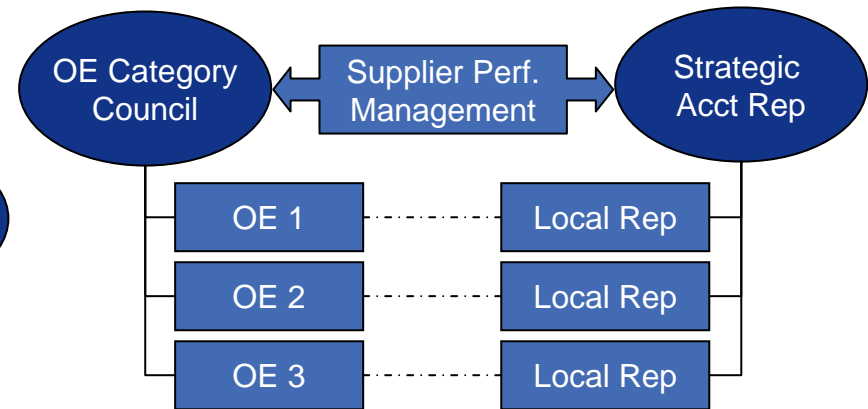 OE Category
Council
Supplier Perf.
Management
Strategic
Acct Rep
OE 1
Local Rep
OE 2
Local Rep
OE 3
Local Rep